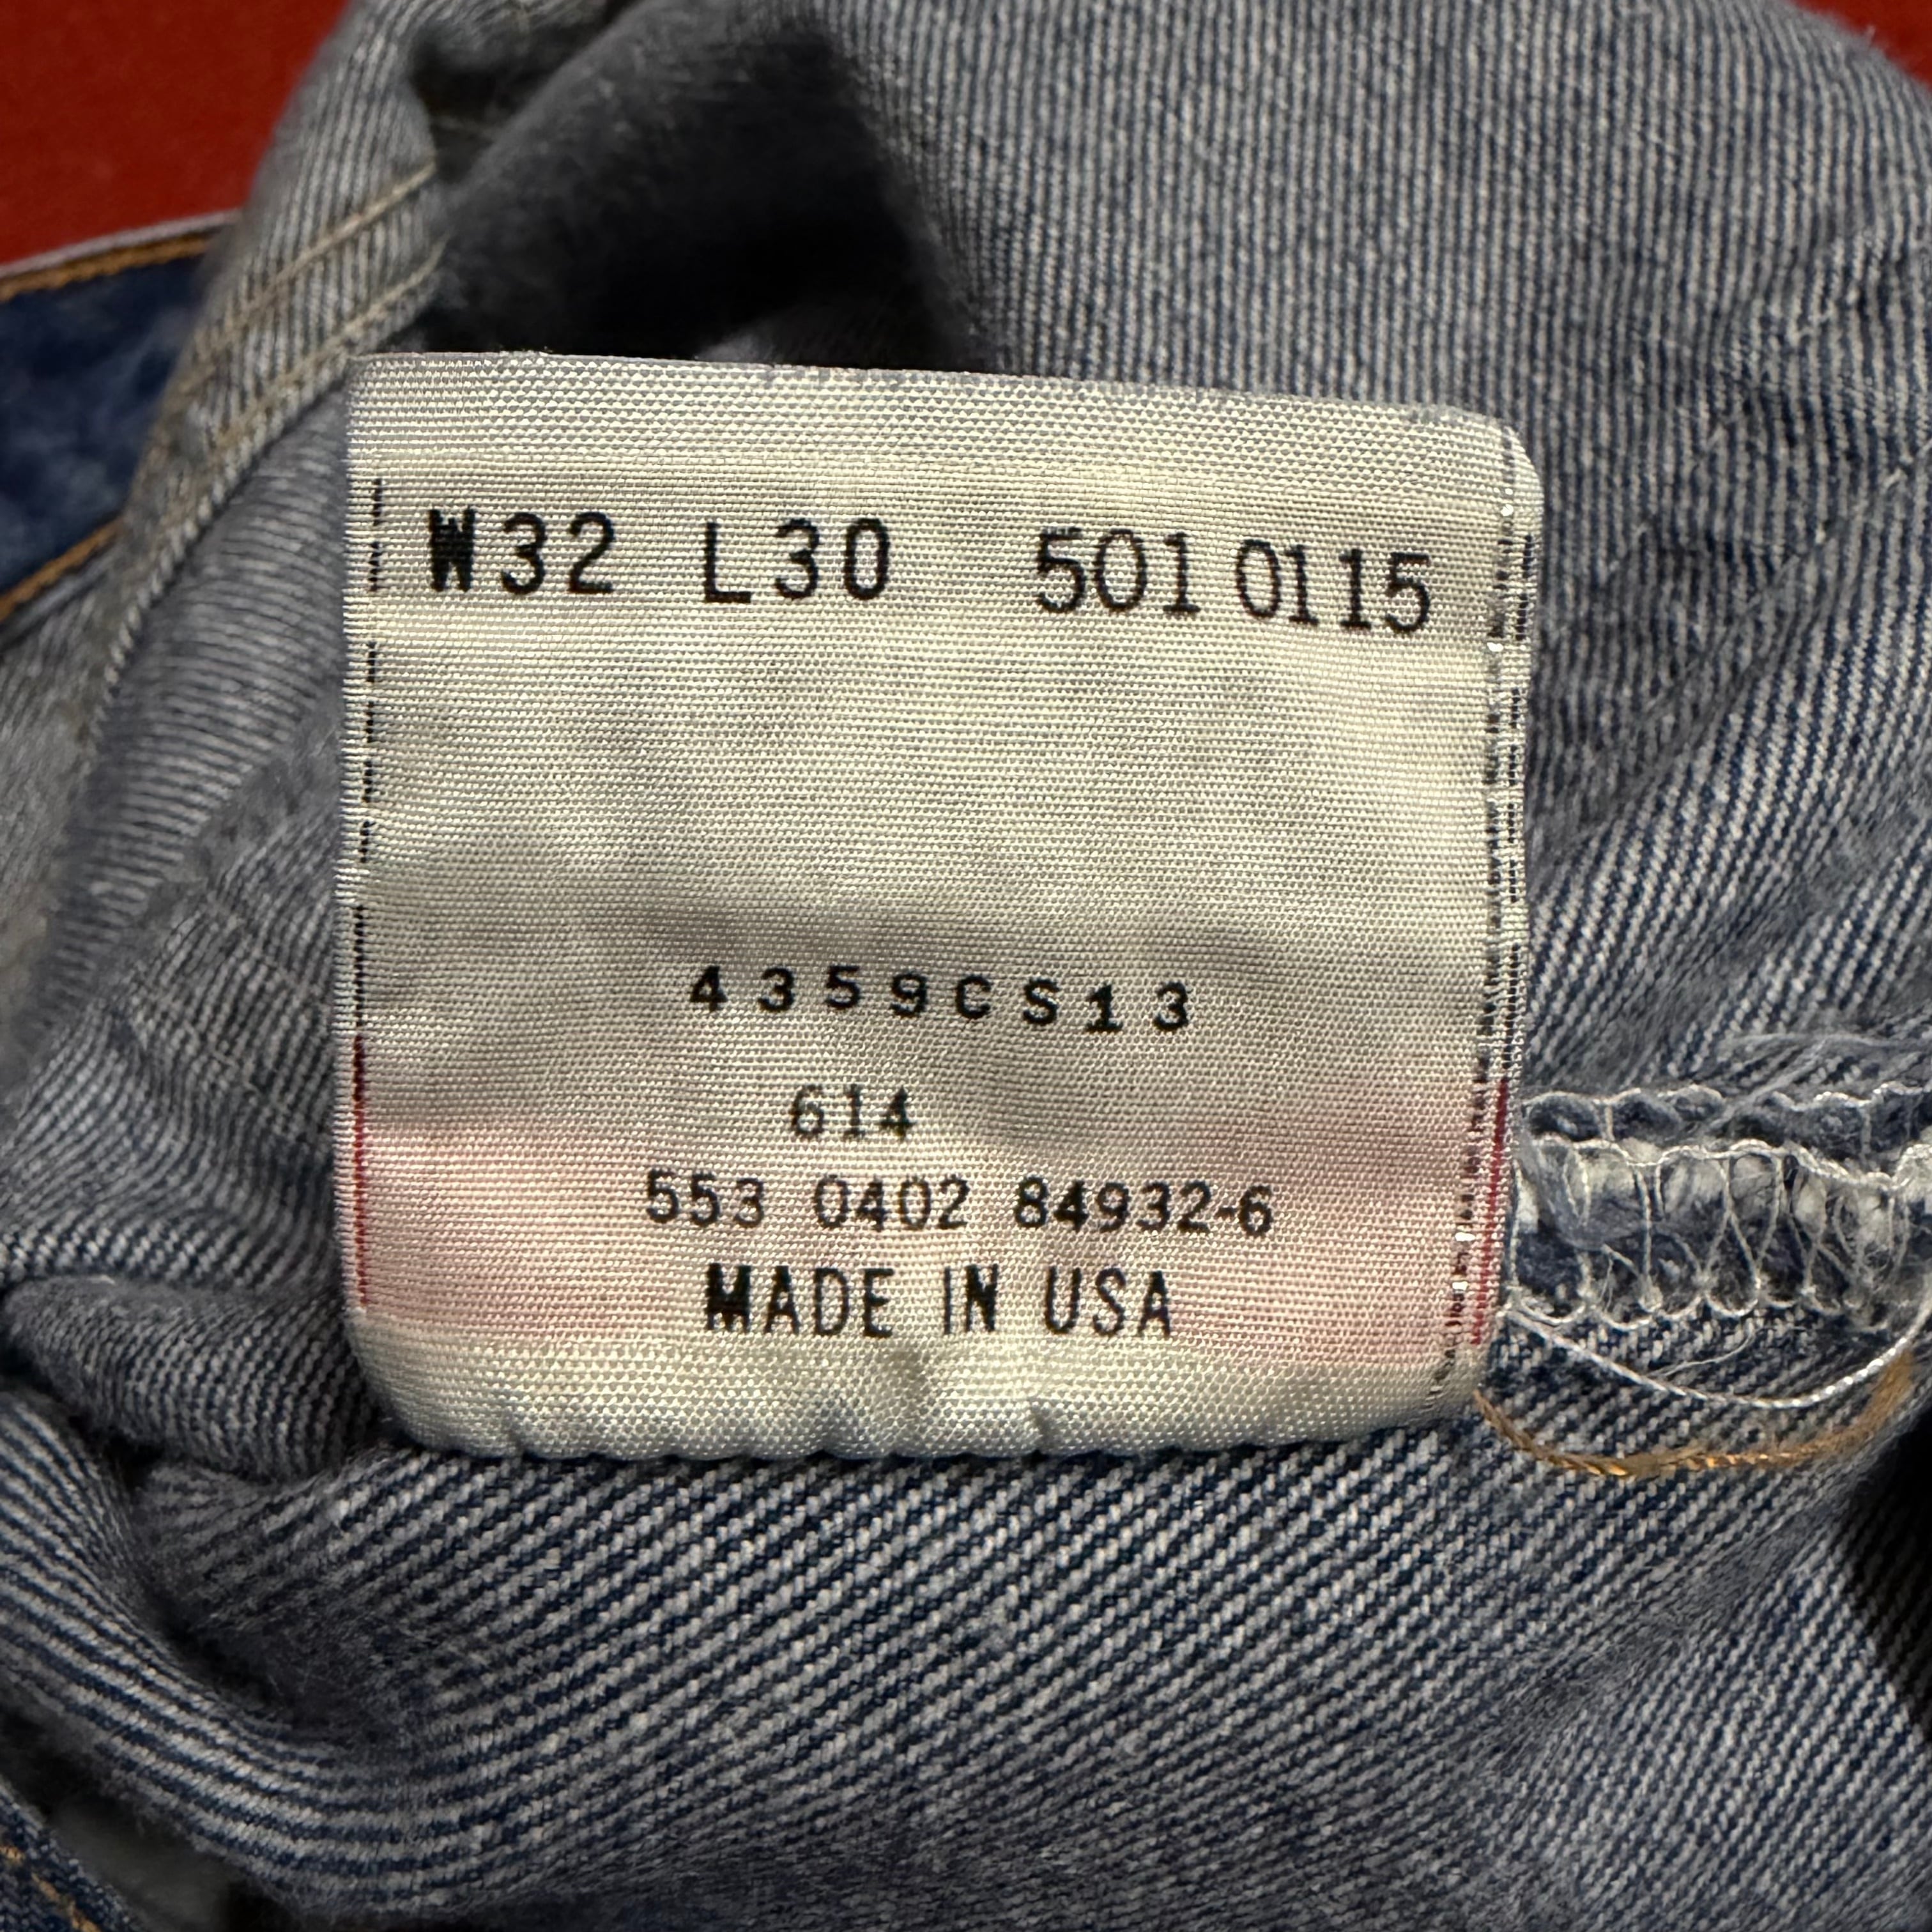 W32 L30 501 0115
4359CS13
614
553 0402 84932-6
MADE IN USA